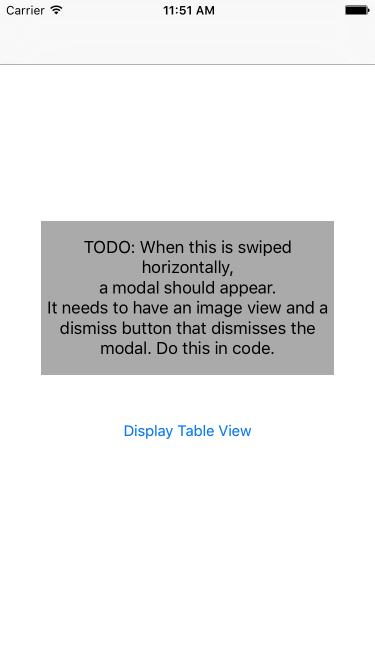 Carrier
11:51 AM
TODO: When this is swiped
horizontally,
a modal should appear.
It needs to have an image view and a
dismiss button that dismisses the
modal. Do this in code.
Display Table View